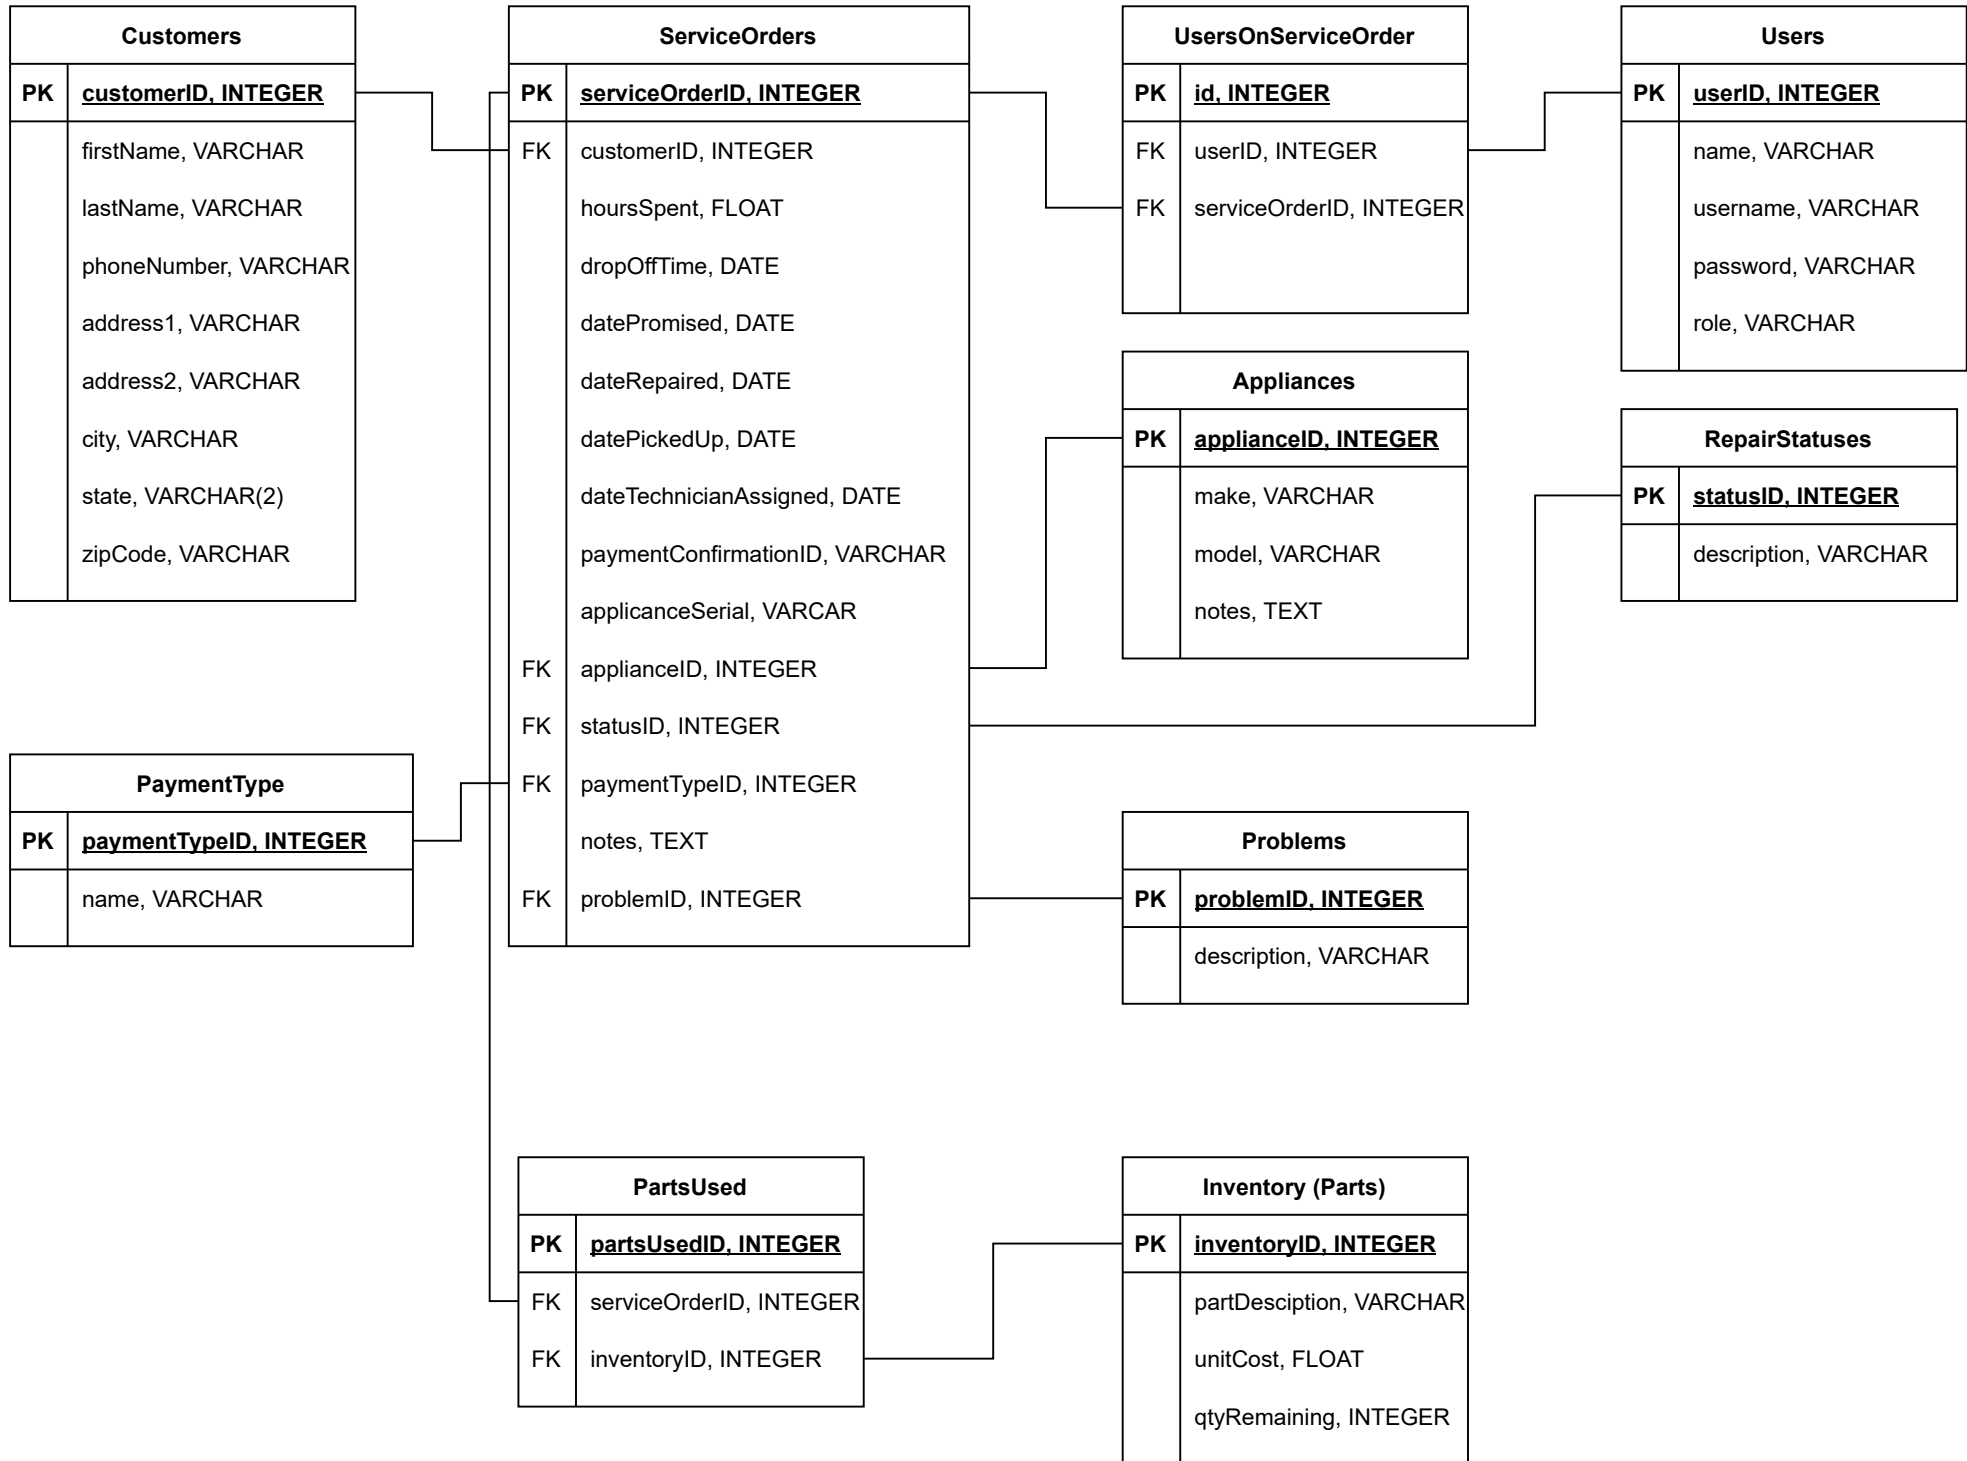 Customers
PK customerID, INTEGER
firstName, VARCHAR
lastName, VARCHAR
phoneNumber, VARCHAR
address1, VARCHAR
address2, VARCHAR
city, VARCHAR
state, VARCHAR(2)
zipCode, VARCHAR
ServiceOrders
PK serviceOrderID, INTEGER
FK customerID, INTEGER
hoursSpent, FLOAT
dropOffTime, DATE
datePromised, DATE
dateRepaired, DATE
datePickedUp, DATE
dateTechnicianAssigned, DATE
paymentConfirmationID, VARCHAR
applicanceSerial, VARCAR
FK applianceID, INTEGER
FK statusID, INTEGER
FK paymentTypeID, INTEGER
notes, TEXT
FK problemID, INTEGER
UsersOnServiceOrder
PK id, INTEGER
FK userID, INTEGER
FK serviceOrderID, INTEGER
Users
PK userID, INTEGER
name, VARCHAR
username, VARCHAR
password, VARCHAR
role, VARCHAR
Appliances
PK applianceID, INTEGER
make, VARCHAR
model, VARCHAR
notes, TEXT
RepairStatuses
PK statusID, INTEGER
description, VARCHAR
PaymentType
PK paymentTypeID, INTEGER
name, VARCHAR
Problems
PK problemID, INTEGER
description, VARCHAR
PartsUsed
PK partsUsedID, INTEGER
FK serviceOrderID, INTEGER
FK inventoryID, INTEGER
Inventory (Parts)
PK inventoryID, INTEGER
partDesciption, VARCHAR
unitCost, FLOAT
qtyRemaining, INTEGER